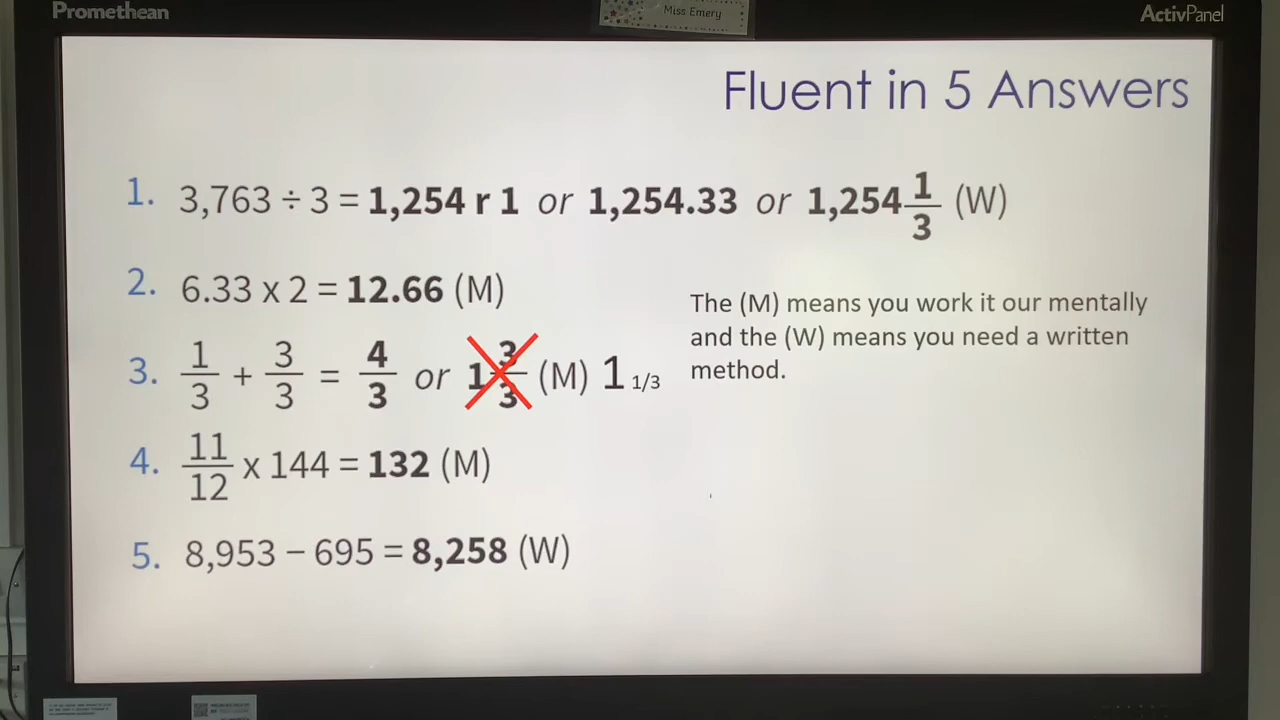 Promethean
Miss Emery
ActivPanel
Fluent in 5 Answers
1. 3,763 ÷ 3 = 1,254 r 1 or 1,254.33 or 1,254 1/3 (W)
2. 6.33 x 2 = 12.66 (M)
The (M) means you work it our mentally
and the (W) means you need a written
method.
3. 1/3 + 3/3 = 4/3 or 1 3/3 (M) 1 1/3
4. 11/12 x 144 = 132 (M)
5. 8,953 − 695 = 8,258 (W)